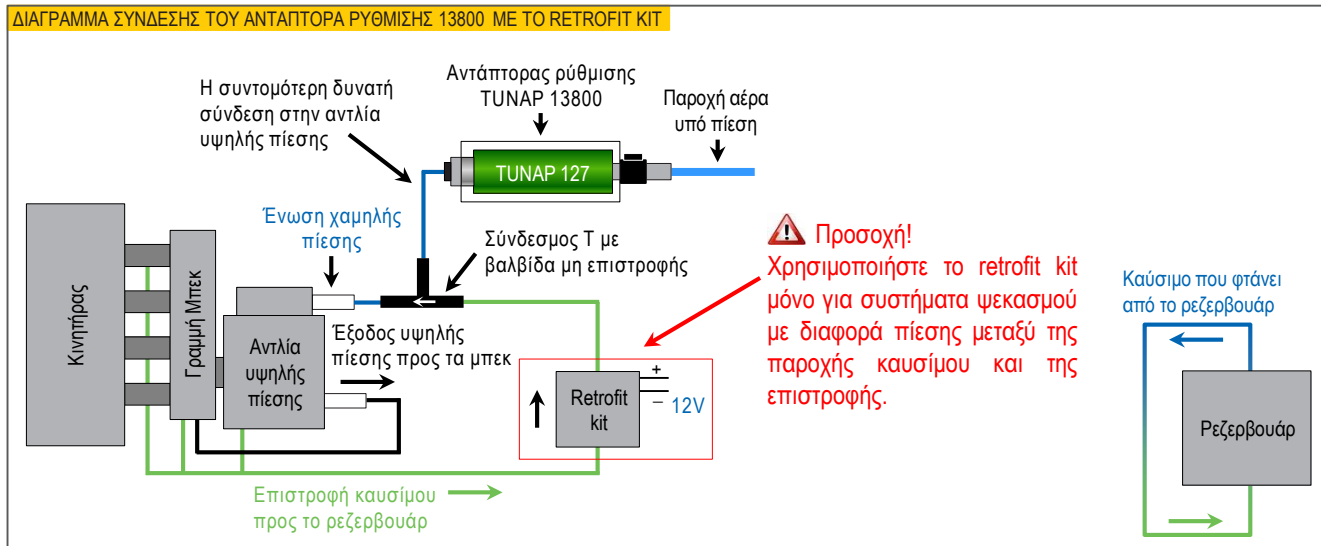 ΔΙΑΓΡΑΜΜΑ ΣΥΝΔΕΣΗΣ ΤΟΥ ΑΝΤΑΠΤΟΡΑ ΡΥΘΜΙΣΗΣ 13800 ΜΕ ΤΟ RETROFIT KIT
Η συντομότερη δυνατή
σύνδεση στην αντλία
υψηλής πίεσης
Αντάπτορας ρύθμισης
TUNAP 13800
Παροχή αέρα
υπό πίεση
TUNAP 127
Ένωση χαμηλής
πίεσης
Σύνδεσμος Τ με
βαλβίδα μη επιστροφής
Προσοχή!
Χρησιμοποιήστε το retrofit kit
μόνο για συστήματα ψεκασμού
με διαφορά πίεσης μεταξύ της
παροχής καυσίμου και της
επιστροφής.
Καύσιμο που φτάνει
από το ρεζερβουάρ
Κινητήρας
Γραμμή Μπεκ
Αντλία
υψηλής
πίεσης
Έξοδος υψηλής
πίεσης προς τα μπεκ
Retrofit
kit
+
–
12V
Ρεζερβουάρ
Επιστροφή καυσίμου
προς το ρεζερβουάρ